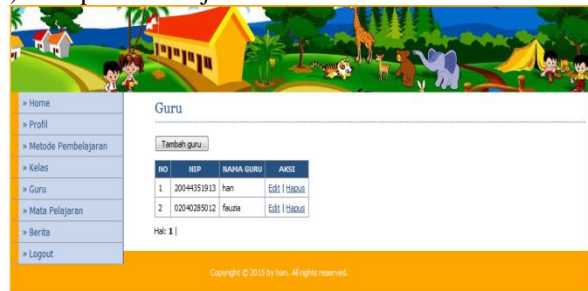 » Home
» Profil
» Metode Pembelajaran
» Kelas
» Guru
» Mata Pelajaran
» Berita
» Logout
Guru
Tambah guru
NO NIP NAMA GURU AKSI
1 20044351913 han Edit | Hapus
2 02040285012 fauzia Edit | Hapus
Hal: 1 |
Copyright © 2015 by han. All rights reserved.